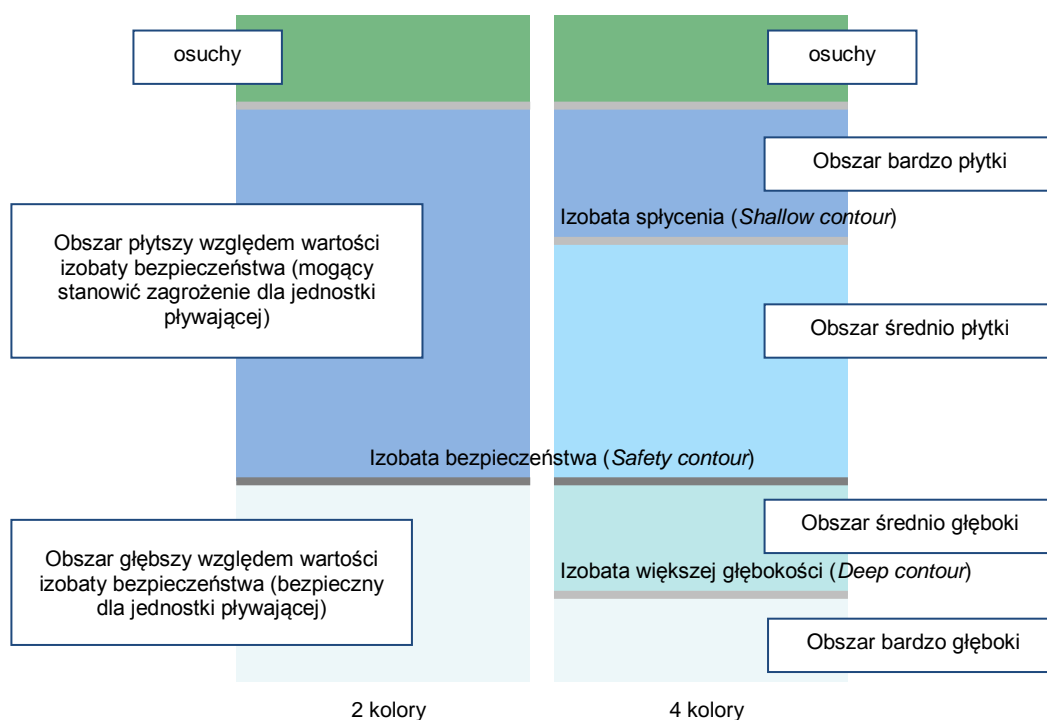 osuchy
osuchy
Obszar bardzo płytki
Izobata spłycenia (Shallow contour)
Obszar płytszy względem wartości
izobaty bezpieczeństwa (mogący
stanowić zagrożenie dla jednostki
pływającej)
Obszar średnio płytki
Izobata bezpieczeństwa (Safety contour)
Obszar średnio głęboki
Obszar głębszy względem wartości
izobaty bezpieczeństwa (bezpieczny
dla jednostki pływającej)
Izobata większej głębokości (Deep contour)
Obszar bardzo głęboki
2 kolory
4 kolory